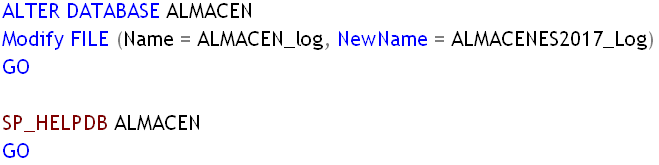 ALTER DATABASE ALMACEN
Modify FILE (Name = ALMACEN_log, NewName = ALMACENES2017_Log)
GO
SP_HELPDB ALMACEN
GO